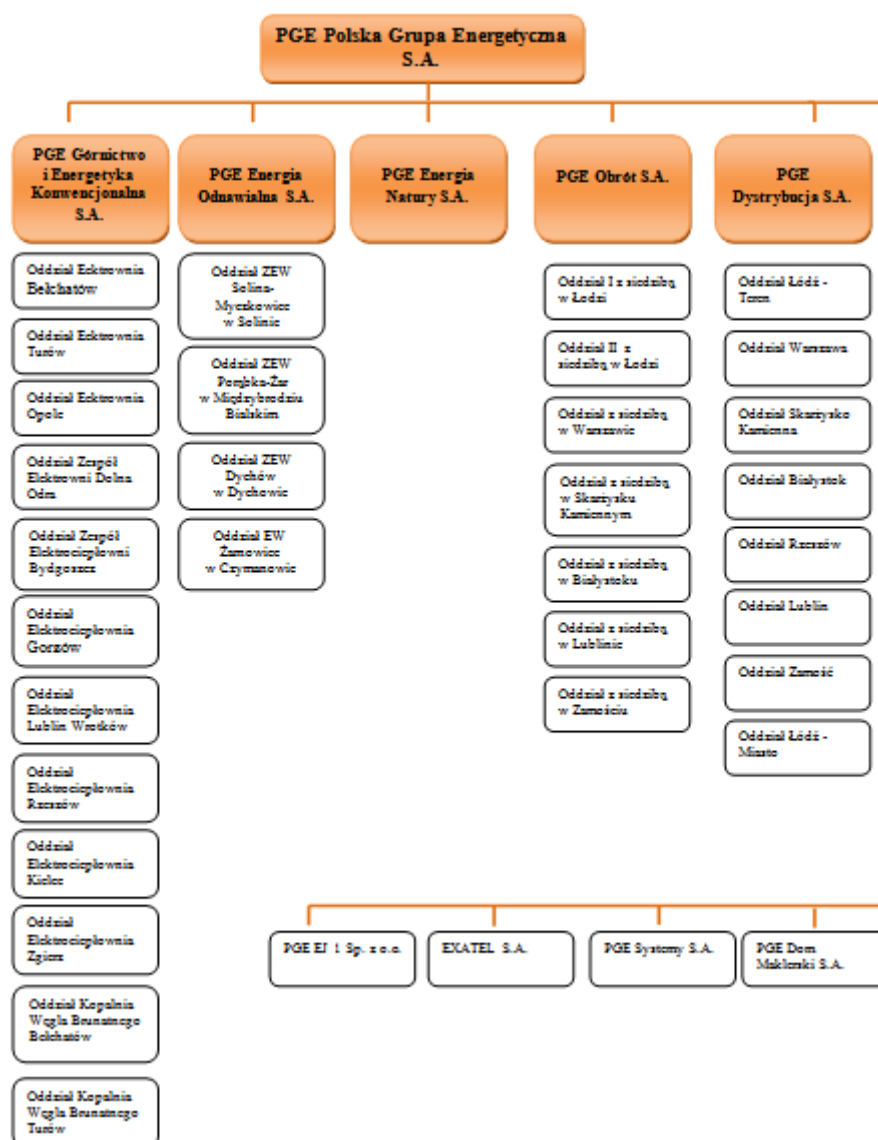 PGE Polska Grupa Energetyczna
S.A.
PGE Górnictwo
i Energetyka
Konwencjonalna
S.A.
PGE Energia
Odnawialna S.A.
PGE Energia
Natury S.A.
PGE Obrót S.A.
PGE
Dystrybucja S.A.
Oddział Elektrownia
Bełchatów
Oddział Elektrownia
Turów
Oddział Elektrownia
Opole
Oddział Zespół
Elektrowni Dolna
Odra
Oddział Zespół
Elektrociepłowni
Bydgoszcz
Oddział
Elektrociepłownia
Gorzów
Oddział
Elektrociepłownia
Lublin Wrotków
Oddział
Elektrociepłownia
Rzeszów
Oddział
Elektrociepłownia
Kielce
Oddział
Elektrociepłownia
Zgierz
Oddział Kopalnia
Węgla Brunatnego
Bełchatów
Oddział Kopalnia
Węgla Brunatnego
Turów
Oddział ZEW
Solina-
Myczkowce
w Solinie
Oddział ZEW
Porąbka-Żar
w Międzybrodziu
Bialskim
Oddział ZEW
Dychów
w Dychowie
Oddział EW
Żarnowiec
w Czymanowie
Oddział I z siedzibą
w Łodzi
Oddział II z
siedzibą w Łodzi
Oddział z siedzibą
w Warszawie
Oddział z siedzibą
w Skarżysku
Kamiennym
Oddział z siedzibą
w Białystoku
Oddział z siedzibą
w Lublinie
Oddział z siedzibą
w Zamościu
Oddział Łódź -
Teren
Oddział Warszawa
Oddział Skarżysko
Kamienna
Oddział Białystok
Oddział Rzeszów
Oddział Lublin
Oddział Zamość
Oddział Łódź -
Miasto
PGE EJ 1 Sp. z o.o.
EXATEL S.A.
PGE Systemy S.A.
PGE Dom
Maklerski S.A.